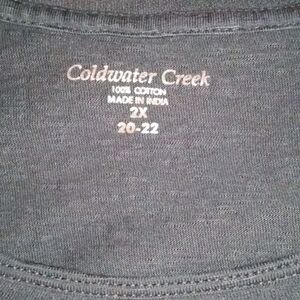 Coldwater Creek
100% COTTON
MADE IN INDIA
2X
20-22